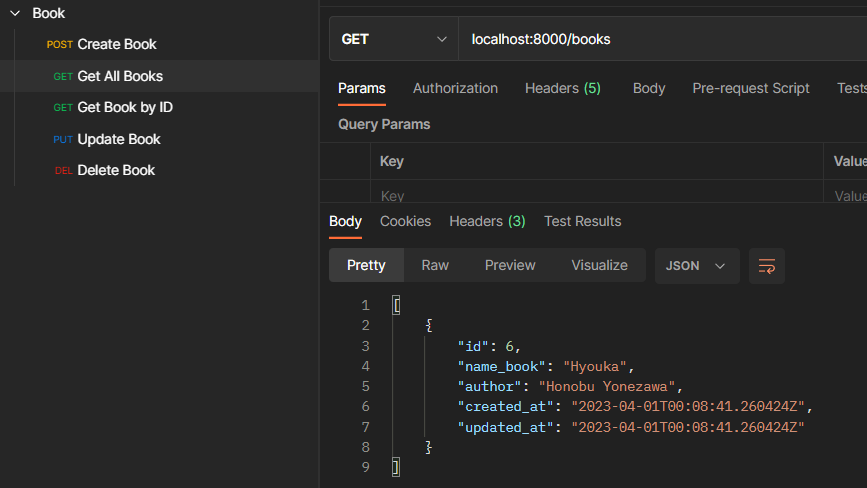 Book
POST Create Book
GET Get All Books
GET Get Book by ID
PUT Update Book
DEL Delete Book
GET localhost:8000/books
Params Authorization Headers (5) Body Pre-request Script Tests
Query Params
Key Value
Key Value
Body Cookies Headers (3) Test Results
Pretty Raw Preview Visualize JSON
1 [
2 {
3 "id": 6,
4 "name_book": "Hyouka",
5 "author": "Honobu Yonezawa",
6 "created_at": "2023-04-01T00:08:41.260424Z",
7 "updated_at": "2023-04-01T00:08:41.260424Z"
8 }
9 ]